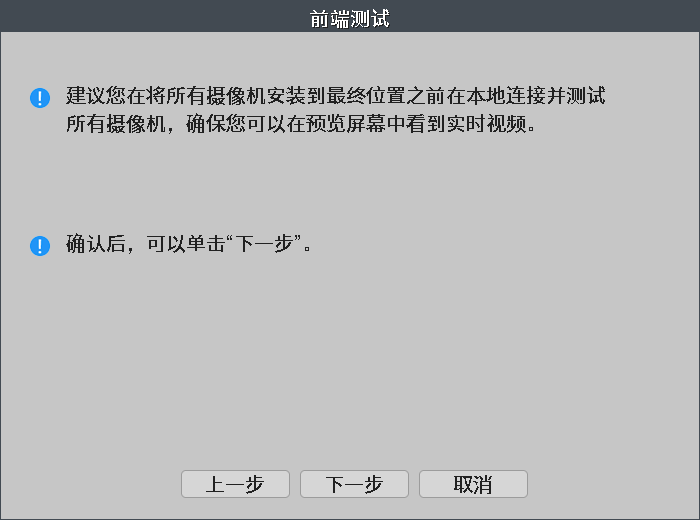 前端测试
建议您在将所有摄像机安装到最终位置之前在本地连接并测试
所有摄像机，确保您可以在预览屏幕中看到实时视频。
确认后，可以单击“下一步”。
上一步
下一步
取消